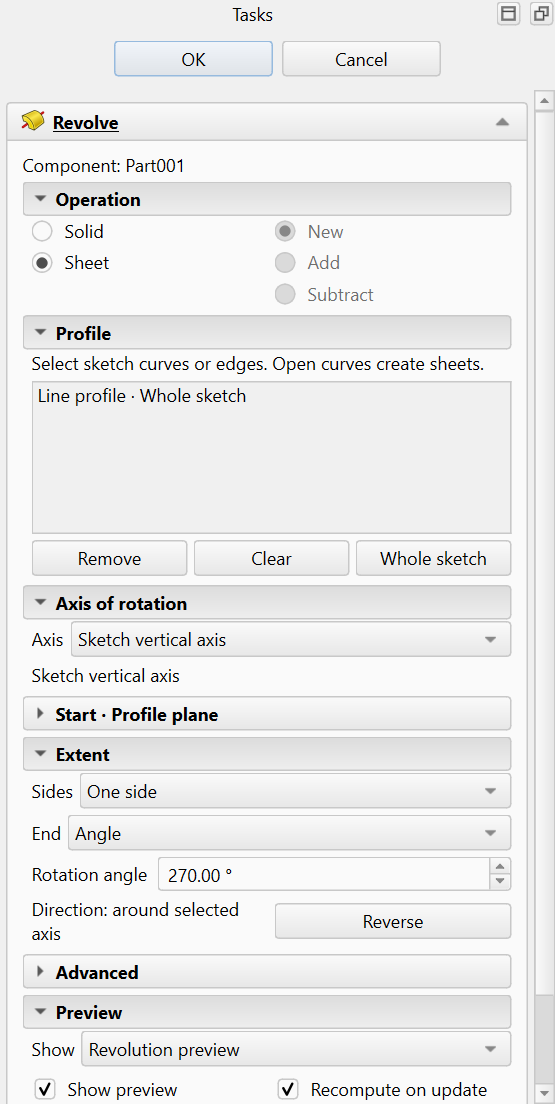 Tasks
OK
Cancel
Revolve
Component: Part001
Operation
Solid
New
Sheet
Add
Subtract
Profile
Select sketch curves or edges. Open curves create sheets.
Line profile · Whole sketch
Remove
Clear
Whole sketch
Axis of rotation
Axis Sketch vertical axis
Sketch vertical axis
Start · Profile plane
Extent
Sides One side
End Angle
Rotation angle 270.00 °
Direction: around selected
axis
Reverse
Advanced
Preview
Show Revolution preview
Show preview
Recompute on update